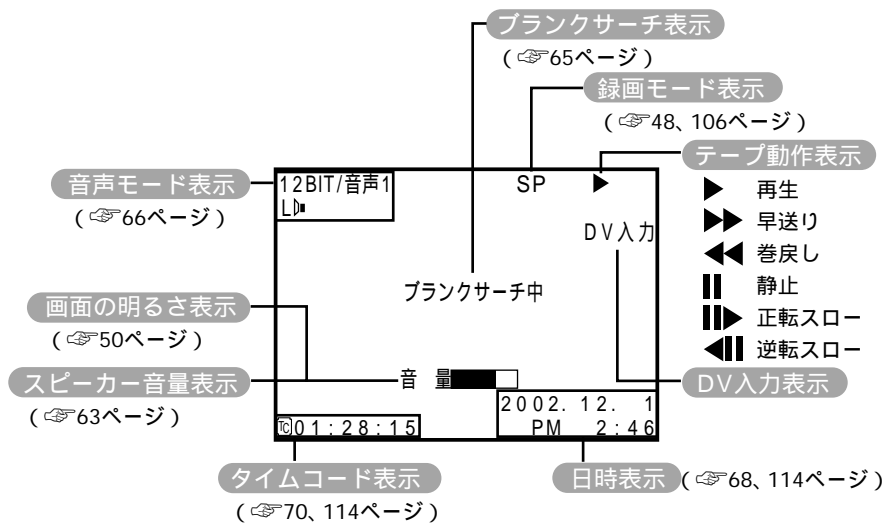 ブランクサーチ表示
(☞65ページ)
録画モード表示
(☞48、106ページ)
テープ動作表示
▶ 再生
▶▶ 早送り
◀◀ 巻戻し
▮▮ 静止
▮▮▶ 正転スロー
◀▮▮ 逆転スロー
音声モード表示
(☞66ページ)
12BIT/音声1
L
SP ▶
DV入力
ブランクサーチ中
画面の明るさ表示
(☞50ページ)
スピーカー音量表示
(☞63ページ)
音 量
DV入力表示
2002.12. 1
PM 2:46
TC01:28:15
タイムコード表示
(☞70、114ページ)
日時表示(☞68、114ページ)